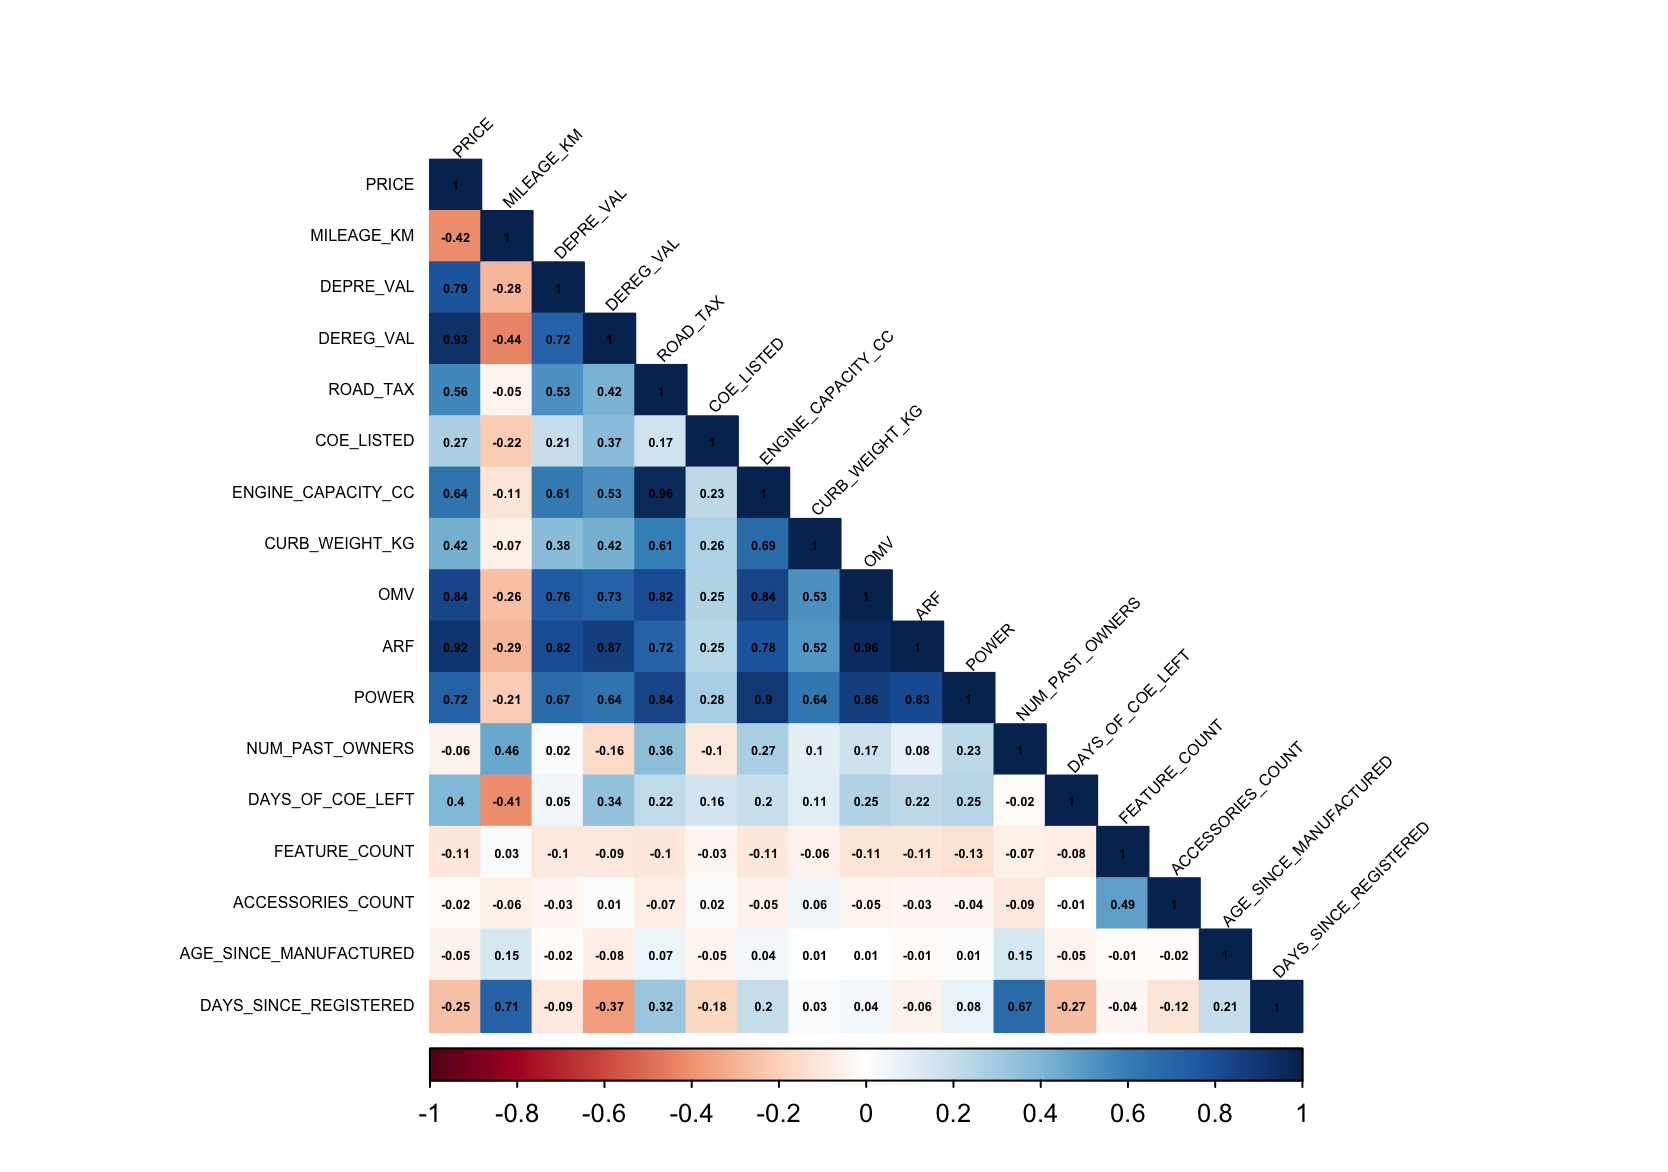 PRICE
MILEAGE_KM
DEPRE_VAL
DEREG_VAL
ROAD_TAX
COE_LISTED
ENGINE_CAPACITY_CC
CURB_WEIGHT_KG
OMV
ARF
POWER
NUM_PAST_OWNERS
DAYS_OF_COE_LEFT
FEATURE_COUNT
ACCESSORIES_COUNT
AGE_SINCE_MANUFACTURED
DAYS_SINCE_REGISTERED
PRICE 1
MILEAGE_KM -0.42 1
DEPRE_VAL 0.79 -0.28 1
DEREG_VAL 0.93 -0.44 0.72 1
ROAD_TAX 0.56 -0.05 0.53 0.42 1
COE_LISTED 0.27 -0.22 0.21 0.37 0.17 1
ENGINE_CAPACITY_CC 0.64 -0.11 0.61 0.53 0.96 0.23 1
CURB_WEIGHT_KG 0.42 -0.07 0.38 0.42 0.61 0.26 0.69 1
OMV 0.84 -0.26 0.76 0.73 0.82 0.25 0.84 0.53 1
ARF 0.92 -0.29 0.82 0.87 0.72 0.25 0.78 0.52 0.96 1
POWER 0.72 -0.21 0.67 0.64 0.84 0.28 0.9 0.64 0.86 0.83 1
NUM_PAST_OWNERS -0.06 0.46 0.02 -0.16 0.36 -0.1 0.27 0.1 0.17 0.08 0.23 1
DAYS_OF_COE_LEFT 0.4 -0.41 0.05 0.34 0.22 0.16 0.2 0.11 0.25 0.22 0.25 -0.02 1
FEATURE_COUNT -0.11 0.03 -0.1 -0.09 -0.1 -0.03 -0.11 -0.06 -0.11 -0.11 -0.13 -0.07 -0.08 1
ACCESSORIES_COUNT -0.02 -0.06 -0.03 0.01 -0.07 0.02 -0.05 0.06 -0.05 -0.03 -0.04 -0.09 -0.01 0.49 1
AGE_SINCE_MANUFACTURED -0.05 0.15 -0.02 -0.08 0.07 -0.05 0.04 0.01 0.01 -0.01 0.01 0.15 -0.05 -0.01 -0.02 1
DAYS_SINCE_REGISTERED -0.25 0.71 -0.09 -0.37 0.32 -0.18 0.2 0.03 0.04 -0.06 0.08 0.67 -0.27 -0.04 -0.12 0.21 1
-1 -0.8 -0.6 -0.4 -0.2 0 0.2 0.4 0.6 0.8 1